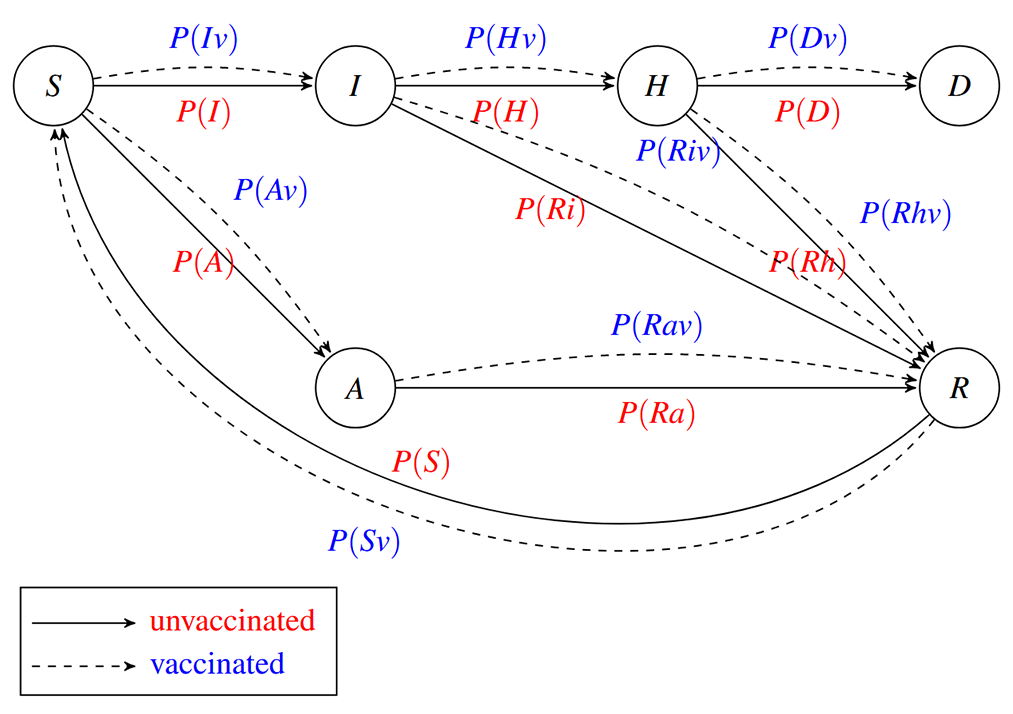 P(Iv)
P(Hv)
P(Dv)
S
I
H
D
P(I)
P(H)
P(D)
P(Riv)
P(Av)
P(Ri)
P(Rhv)
P(A)
P(Rh)
P(Rav)
A
R
P(Ra)
P(S)
P(Sv)
unvaccinated
vaccinated